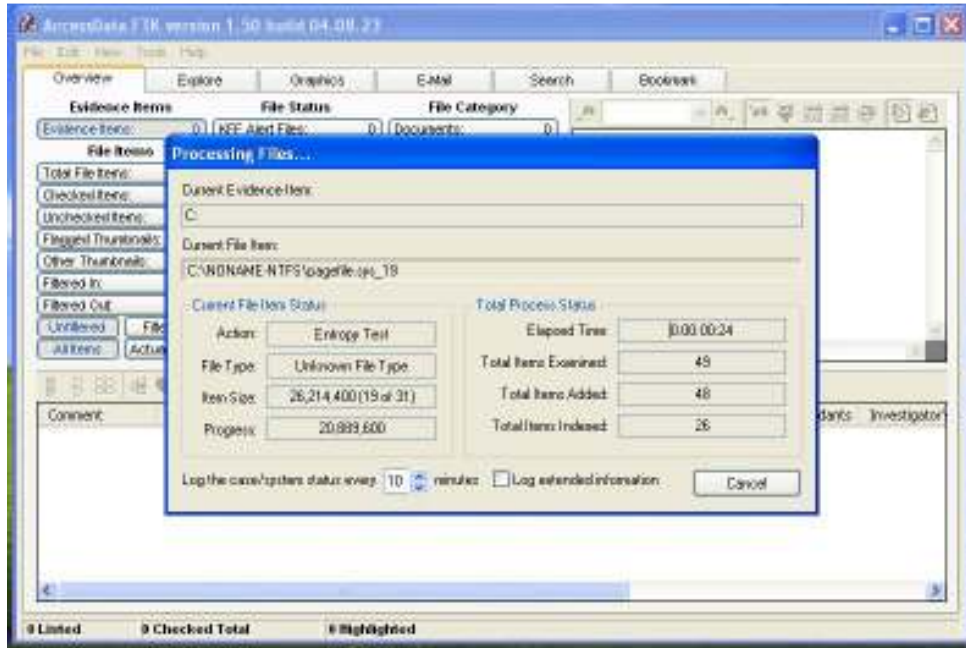 AccessData FTK version 1.50 build 04.08.23
File Edit View Tools Help
Overview Explore Graphics E-Mail Search Bookmark
Evidence Items File Status File Category
Evidence Items: 0 KFF Alert Files: 0 Documents: 0
File Items
Total File Items:
Checked Items:
Unchecked Items:
Flagged Thumbnails:
Other Thumbnails:
Filtered In:
Filtered Out:
Unfiltered Filte
All Items Actua
Processing Files...
Current Evidence Item:
C:
Current File Item:
C:\NONAME-NTFS\pagefile.sys_19
Current File Item Status
Action: Entropy Test
File Type: Unknown File Type
Item Size: 26,214,400 (19 of 31)
Progress: 20,889,600
Total Process Status
Elapsed Time: 0:00:00:24
Total Items Examined: 49
Total Items Added: 48
Total Items Indexed: 26
Log the case/system status every 10 minutes Log extended information Cancel
Comment dants Investigator'
0 Listed 0 Checked Total 0 Highlighted